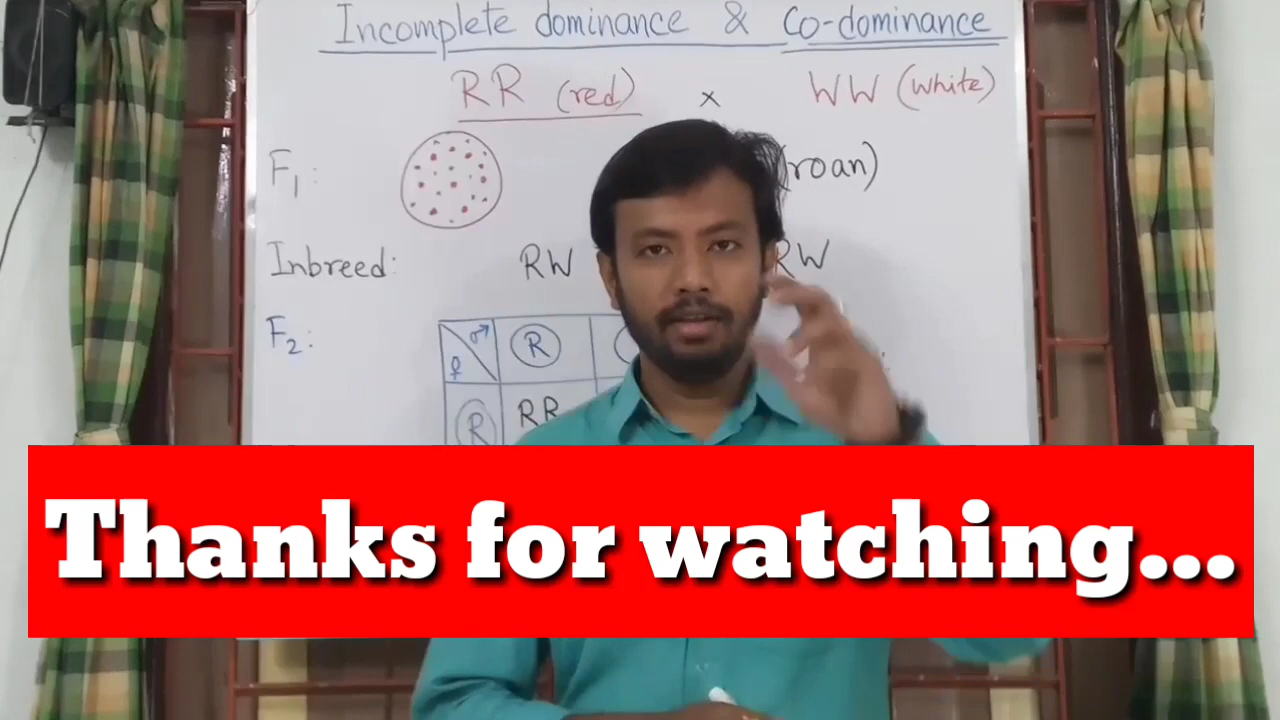 Incomplete dominance & Co-dominance
RR (red) × WW (White)
F1: (roan)
Inbreed: RW RW
F2:
♀ ♂ R
R RR
Thanks for watching...